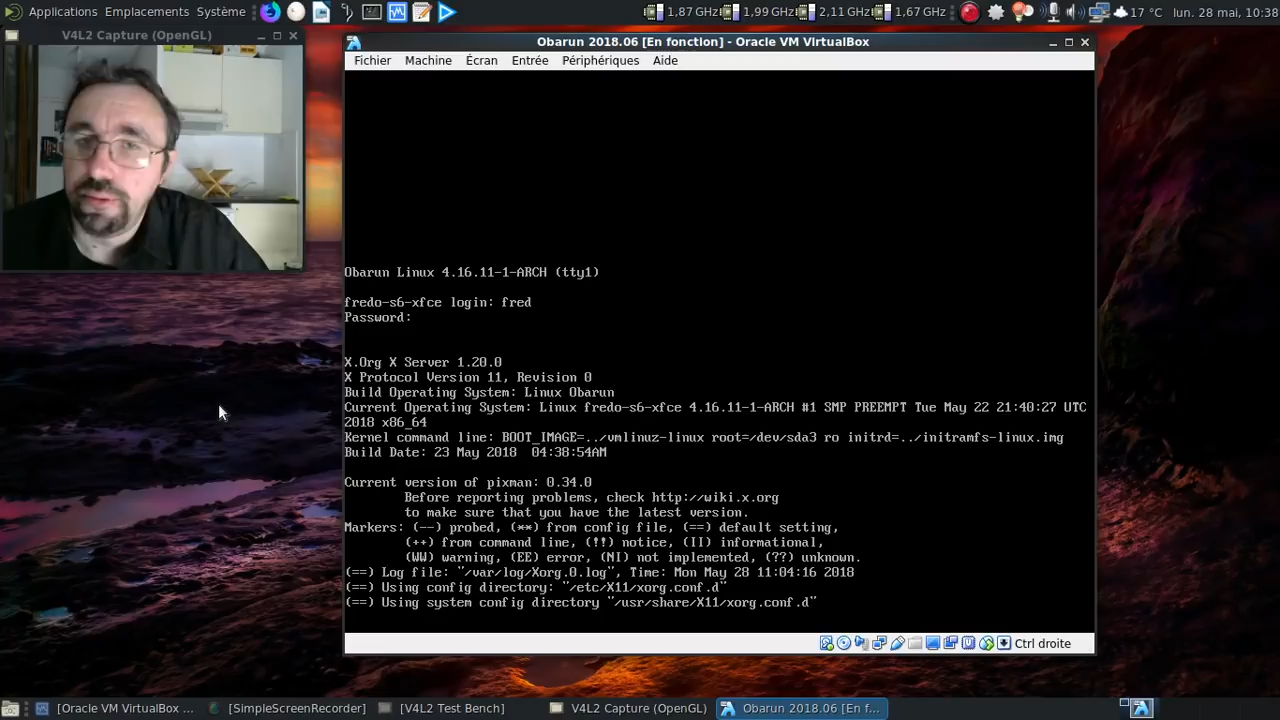 Applications Emplacements Système
1,87 GHz 1,99 GHz 2,11 GHz 1,67 GHz 17 °C lun. 28 mai, 10:38
V4L2 Capture (OpenGL)
Obarun 2018.06 [En fonction] - Oracle VM VirtualBox
Fichier Machine Écran Entrée Périphériques Aide
Obarun Linux 4.16.11-1-ARCH (tty1)
fredo-s6-xfce login: fred
Password:
X.Org X Server 1.20.0
X Protocol Version 11, Revision 0
Build Operating System: Linux Obarun
Current Operating System: Linux fredo-s6-xfce 4.16.11-1-ARCH #1 SMP PREEMPT Tue May 22 21:40:27 UTC
2018 x86_64
Kernel command line: BOOT_IMAGE=../vmlinuz-linux root=/dev/sda3 ro initrd=../initramfs-linux.img
Build Date: 23 May 2018  04:38:54AM
Current version of pixman: 0.34.0
Before reporting problems, check http://wiki.x.org
to make sure that you have the latest version.
Markers: (--) probed, (**) from config file, (==) default setting,
(++) from command line, (!!) notice, (II) informational,
(WW) warning, (EE) error, (NI) not implemented, (??) unknown.
(==) Log file: "/var/log/Xorg.0.log", Time: Mon May 28 11:04:16 2018
(==) Using config directory: "/etc/X11/xorg.conf.d"
(==) Using system config directory "/usr/share/X11/xorg.conf.d"
Ctrl droite
[Oracle VM VirtualBox ... [SimpleScreenRecorder] [V4L2 Test Bench] V4L2 Capture (OpenGL) Obarun 2018.06 [En f...